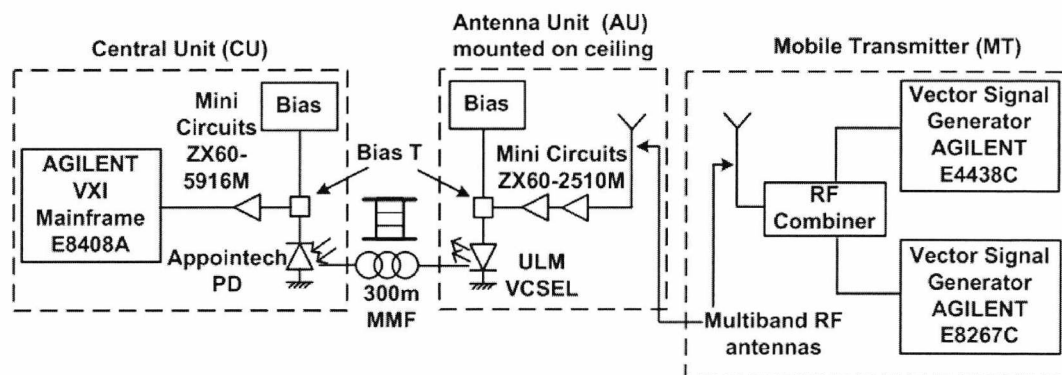 Central Unit (CU)
Mini
Circuits
ZX60-
5916M
Bias
AGILENT
VXI
Mainframe
E8408A
Appointech
PD
Bias T
300m
MMF
Antenna Unit (AU)
mounted on ceiling
Bias
Mini Circuits
ZX60-2510M
ULM
VCSEL
Mobile Transmitter (MT)
Vector Signal
Generator
AGILENT
E4438C
RF
Combiner
Vector Signal
Generator
AGILENT
E8267C
Multiband RF
antennas